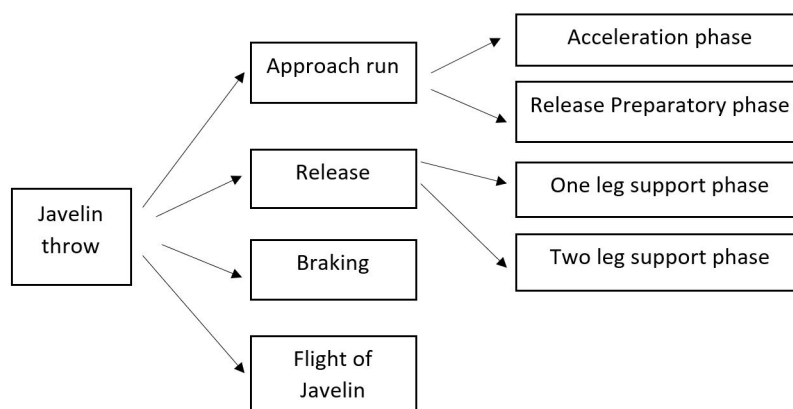 Javelin
throw
Approach run
Release
Braking
Flight of
Javelin
Acceleration phase
Release Preparatory phase
One leg support phase
Two leg support phase